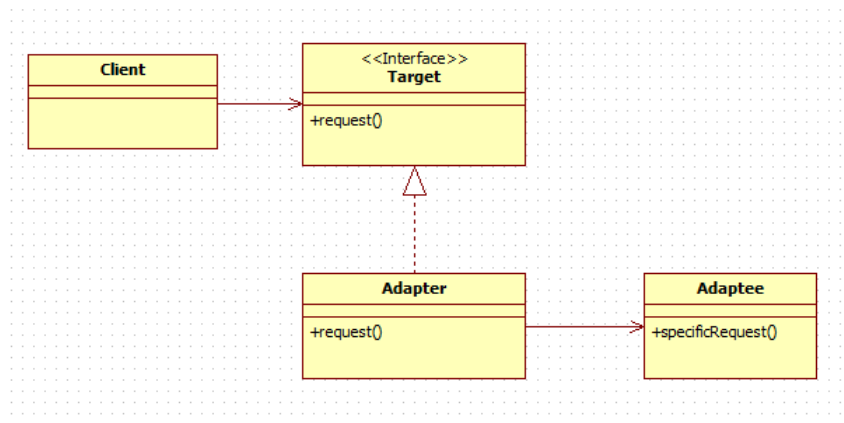 Client
<<Interface>>
Target
+request()
Adapter
+request()
Adaptee
+specificRequest()